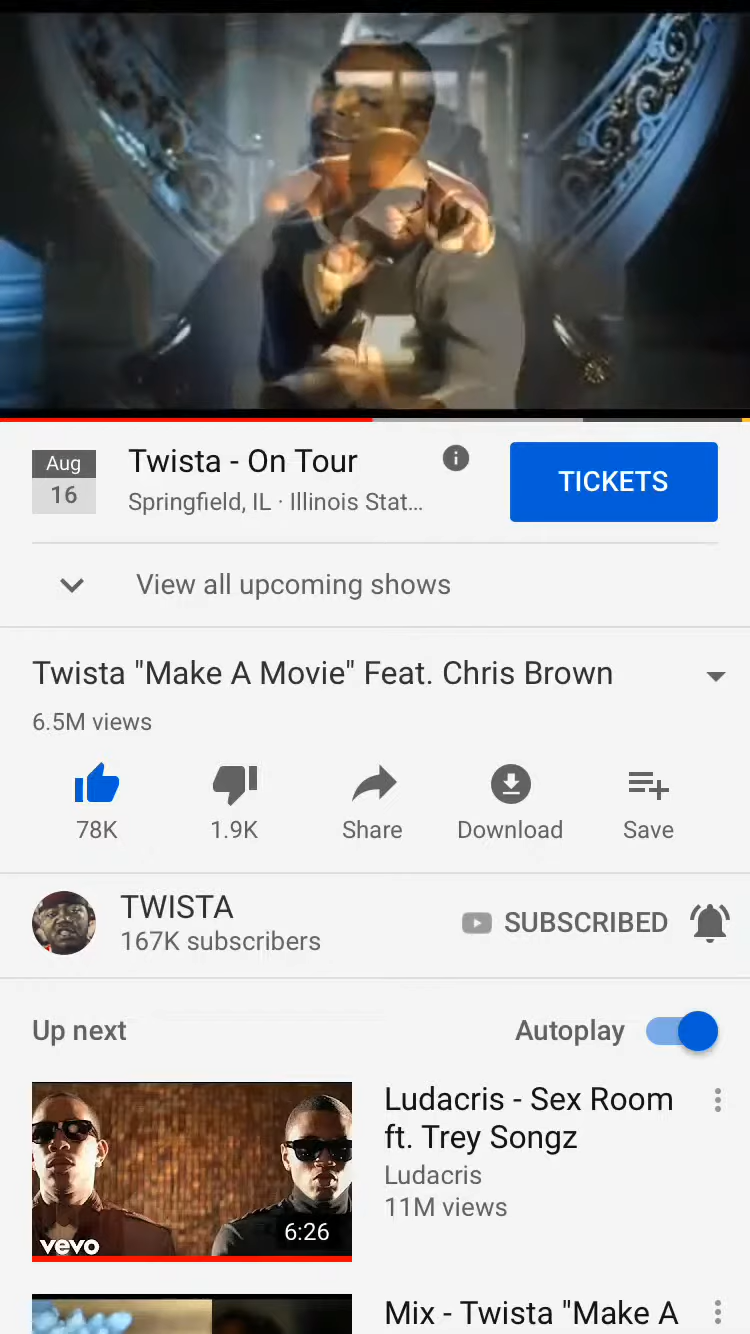 Aug
16
Twista - On Tour
Springfield, IL · Illinois Stat...
TICKETS
View all upcoming shows
Twista "Make A Movie" Feat. Chris Brown
6.5M views
78K
1.9K
Share
Download
Save
TWISTA
167K subscribers
SUBSCRIBED
Up next
Autoplay
6:26
vevo
Ludacris - Sex Room
ft. Trey Songz
Ludacris
11M views
Mix - Twista "Make A